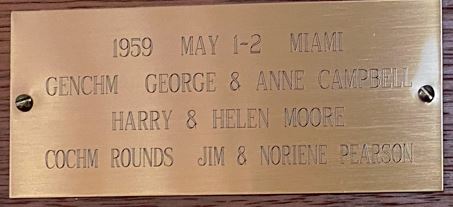 1959 MAY 1-2 MIAMI
GENCHM GEORGE & ANNE CAMPBELL
HARRY & HELEN MOORE
COCHM ROUNDS JIM & NORIENE PEARSON